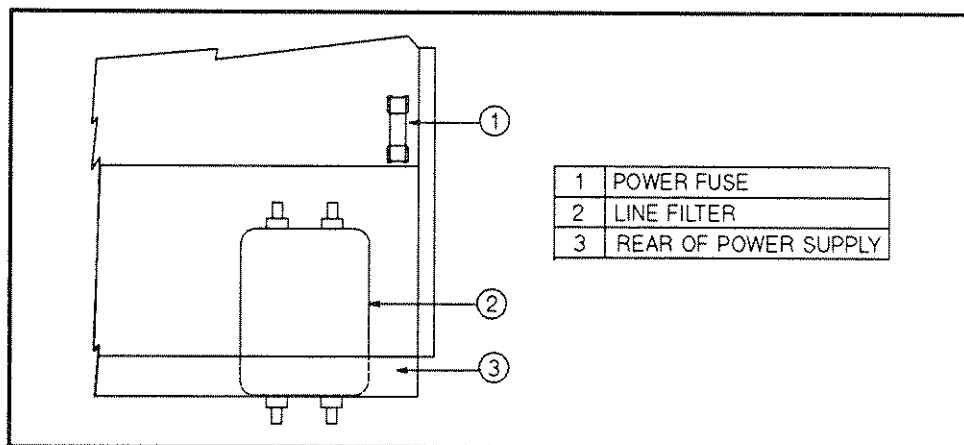 1
2
3
1 POWER FUSE
2 LINE FILTER
3 REAR OF POWER SUPPLY